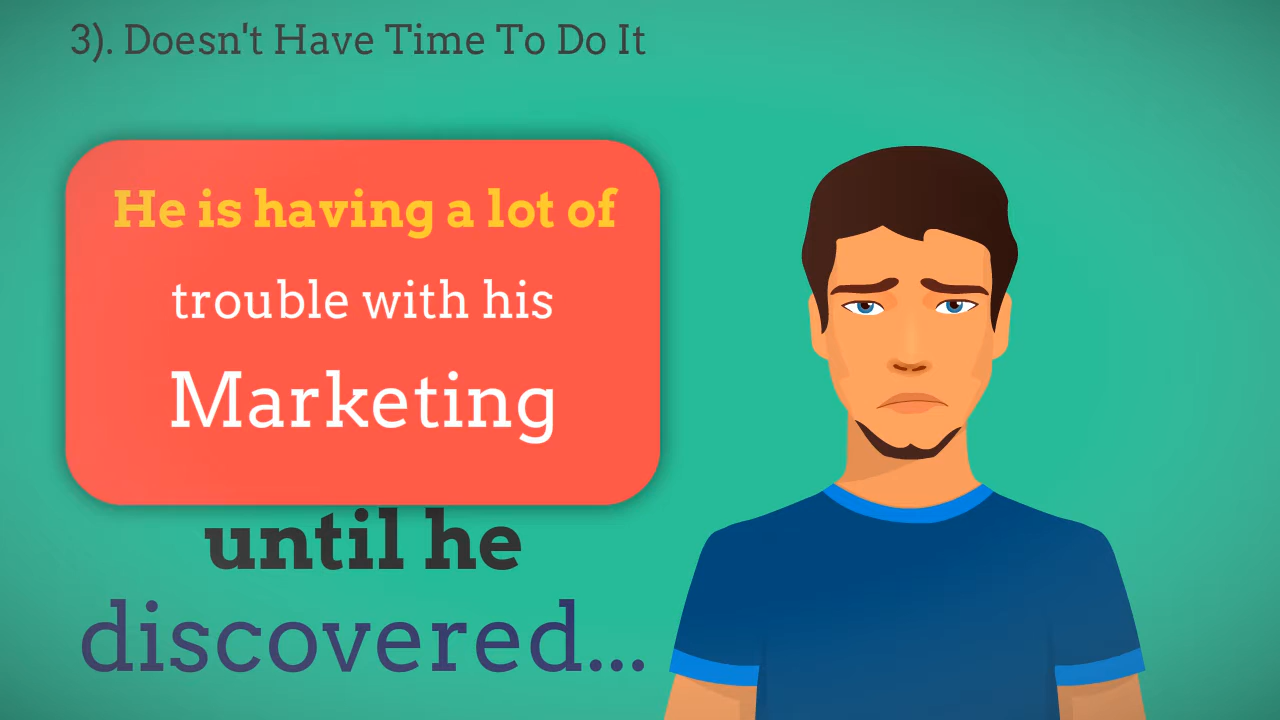 3). Doesn't Have Time To Do It
He is having a lot of
trouble with his
Marketing
until he
discovered...